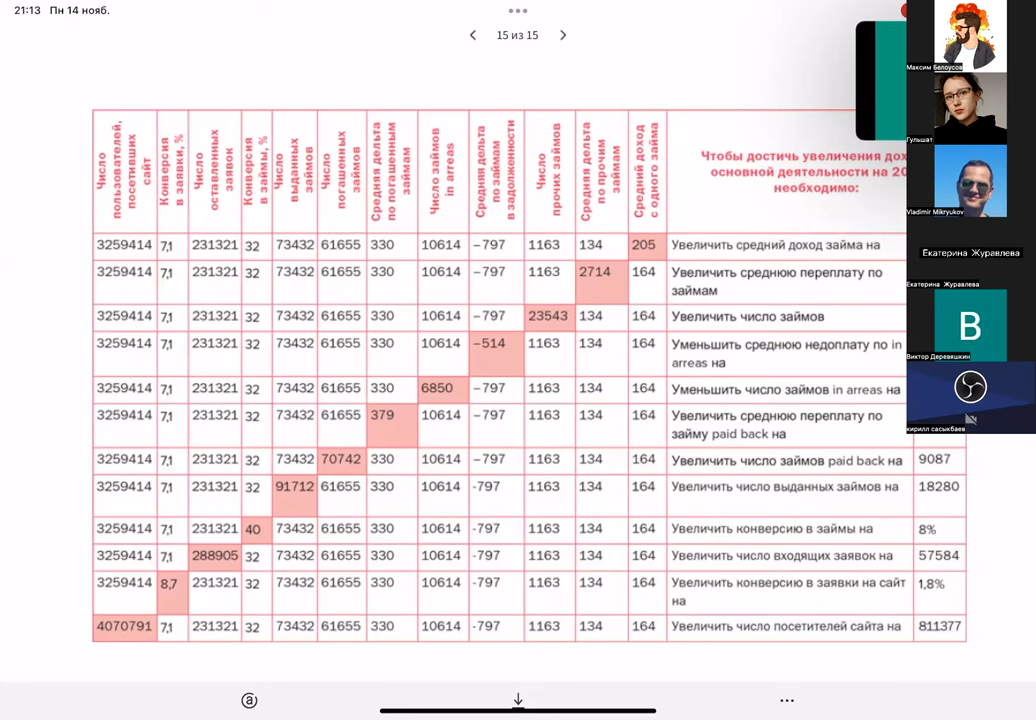 21:13 Пн 14 нояб.
15 из 15
Число пользователей, посетивших сайт
Конверсия в заявки, %
Число оставленных заявок
Конверсия в займы, %
Число выданных займов
Число погашенных займов
Средняя дельта по погашенным займам
Число займов in arreas
Средняя дельта по займам в задолженности
Число прочих займов
Средняя дельта по прочим займам
Средний доход с одного займа
Чтобы достичь увеличения
основной деятельности на
необходимо:
3259414 7,1 231321 32 73432 61655 330 10614 –797 1163 134 205 Увеличить средний доход займа на
3259414 7,1 231321 32 73432 61655 330 10614 –797 1163 2714 164 Увеличить среднюю переплату по
займам
3259414 7,1 231321 32 73432 61655 330 10614 –797 23543 134 164 Увеличить число займов
3259414 7,1 231321 32 73432 61655 330 10614 –514 1163 134 164 Уменьшить среднюю недоплату по in
arreas на
3259414 7,1 231321 32 73432 61655 330 6850 –797 1163 134 164 Уменьшить число займов in arreas на
3259414 7,1 231321 32 73432 61655 379 10614 –797 1163 134 164 Увеличить среднюю переплату по
займу paid back на
3259414 7,1 231321 32 73432 70742 330 10614 –797 1163 134 164 Увеличить число займов paid back на 9087
3259414 7,1 231321 32 91712 61655 330 10614 -797 1163 134 164 Увеличить число выданных займов на 18280
3259414 7,1 231321 40 73432 61655 330 10614 -797 1163 134 164 Увеличить конверсию в займы на 8%
3259414 7,1 288905 32 73432 61655 330 10614 -797 1163 134 164 Увеличить число входящих заявок на 57584
3259414 8,7 231321 32 73432 61655 330 10614 -797 1163 134 164 Увеличить конверсию в заявки на сайт 1,8%
на
4070791 7,1 231321 32 73432 61655 330 10614 -797 1163 134 164 Увеличить число посетителей сайта на 811377
Максим Белоусов
Гульшат
Vladimir Mikryukov
Екатерина Журавлева
Екатерина Журавлева
В
Виктор Деревяшкин
кирилл сасыкбаев